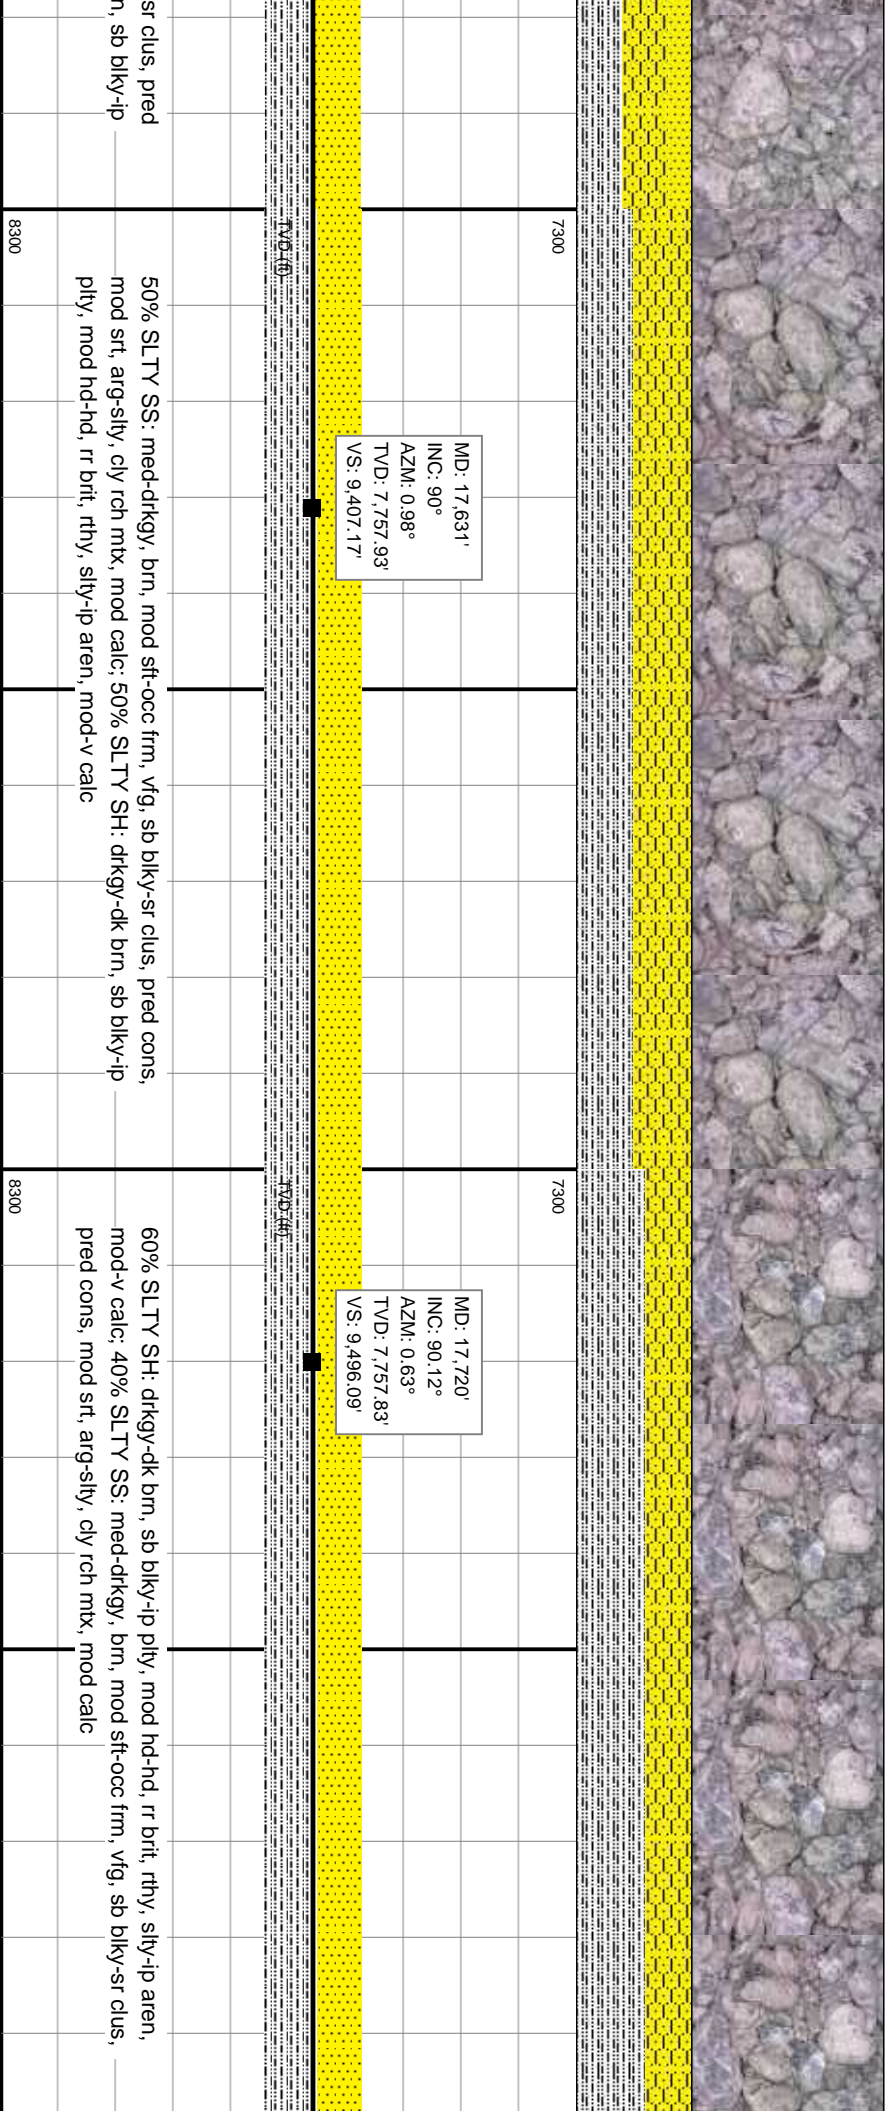 sr clus, pred
n, sb blky-ip
7300
TVD (ft)
8300
MD: 17,631'
INC: 90°
AZM: 0.98°
TVD: 7,757.93'
VS: 9,407.17'
50% SLTY SS: med-drkgy, brn, mod sft-occ frm, vfg, sb blky-sr clus, pred cons,
mod srt, arg-slty, cly rch mtx, mod calc; 50% SLTY SH: drkgy-dk brn, sb blky-ip
plty, mod hd-hd, rr brit, rthy, slty-ip aren, mod-v calc
7300
TVD (ft)
8300
MD: 17,720'
INC: 90.12°
AZM: 0.63°
TVD: 7,757.83'
VS: 9,496.09'
60% SLTY SH: drkgy-dk brn, sb blky-ip plty, mod hd-hd, rr brit, rthy, slty-ip aren,
mod-v calc; 40% SLTY SS: med-drkgy, brn, mod sft-occ frm, vfg, sb blky-sr clus,
pred cons, mod srt, arg-slty, cly rch mtx, mod calc